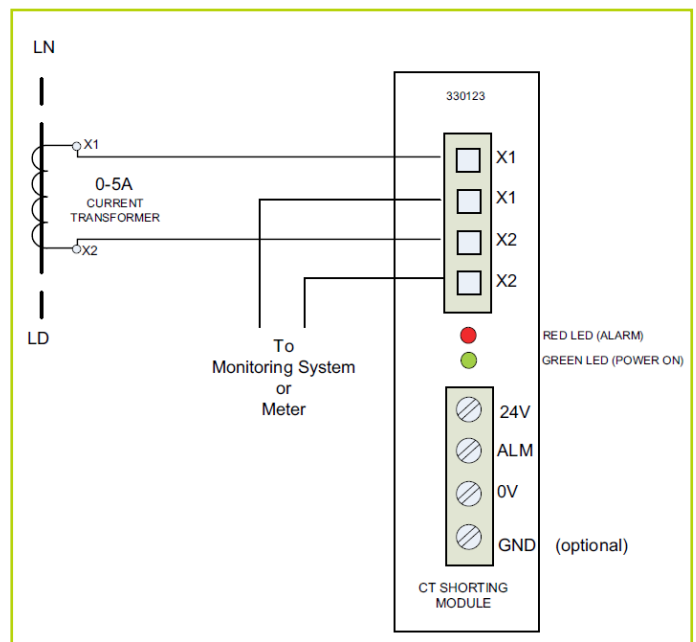 LN
330123
X1
0-5A
CURRENT
TRANSFORMER
X2
LD
X1
X1
X2
X2
To
Monitoring System
or
Meter
RED LED (ALARM)
GREEN LED (POWER ON)
24V
ALM
0V
GND (optional)
CT SHORTING
MODULE